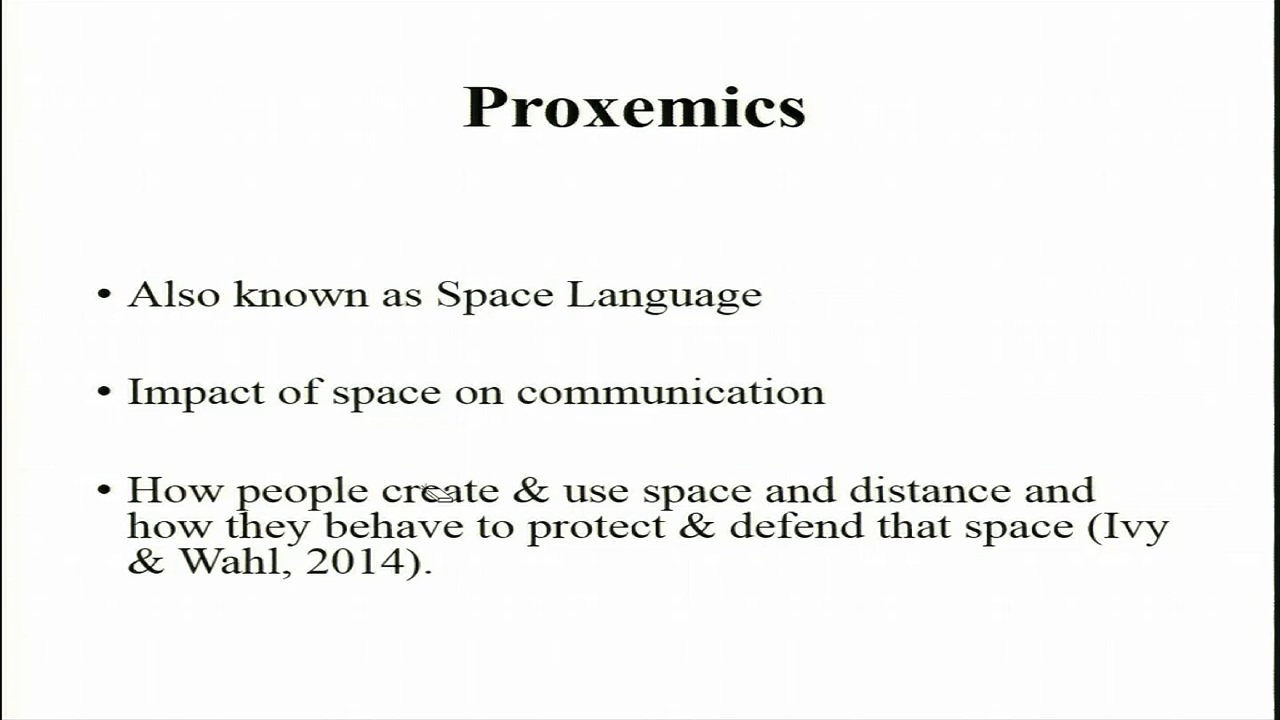 Proxemics
• Also known as Space Language
• Impact of space on communication
• How people create & use space and distance and
how they behave to protect & defend that space (Ivy
& Wahl, 2014).